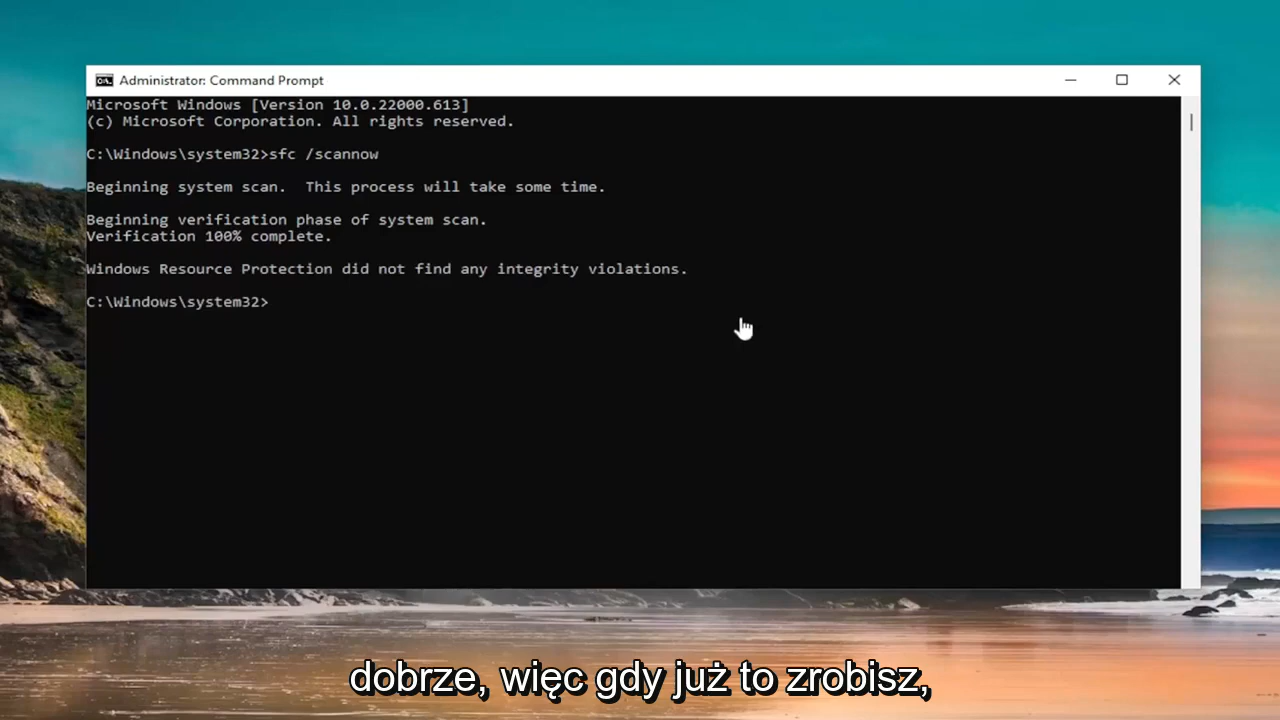 Administrator: Command Prompt
Microsoft Windows [Version 10.0.22000.613]
(c) Microsoft Corporation. All rights reserved.
C:\Windows\system32>sfc /scannow
Beginning system scan.  This process will take some time.
Beginning verification phase of system scan.
Verification 100% complete.
Windows Resource Protection did not find any integrity violations.
C:\Windows\system32>
dobrze, więc gdy już to zrobisz,